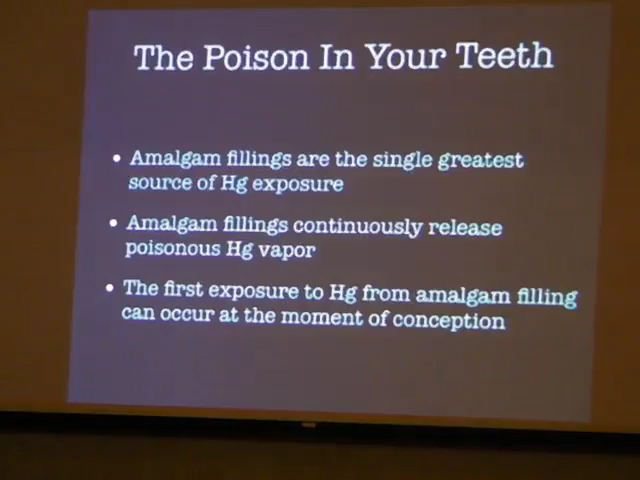 The Poison In Your Teeth
• Amalgam fillings are the single greatest
source of Hg exposure
• Amalgam fillings continuously release
poisonous Hg vapor
• The first exposure to Hg from amalgam filling
can occur at the moment of conception